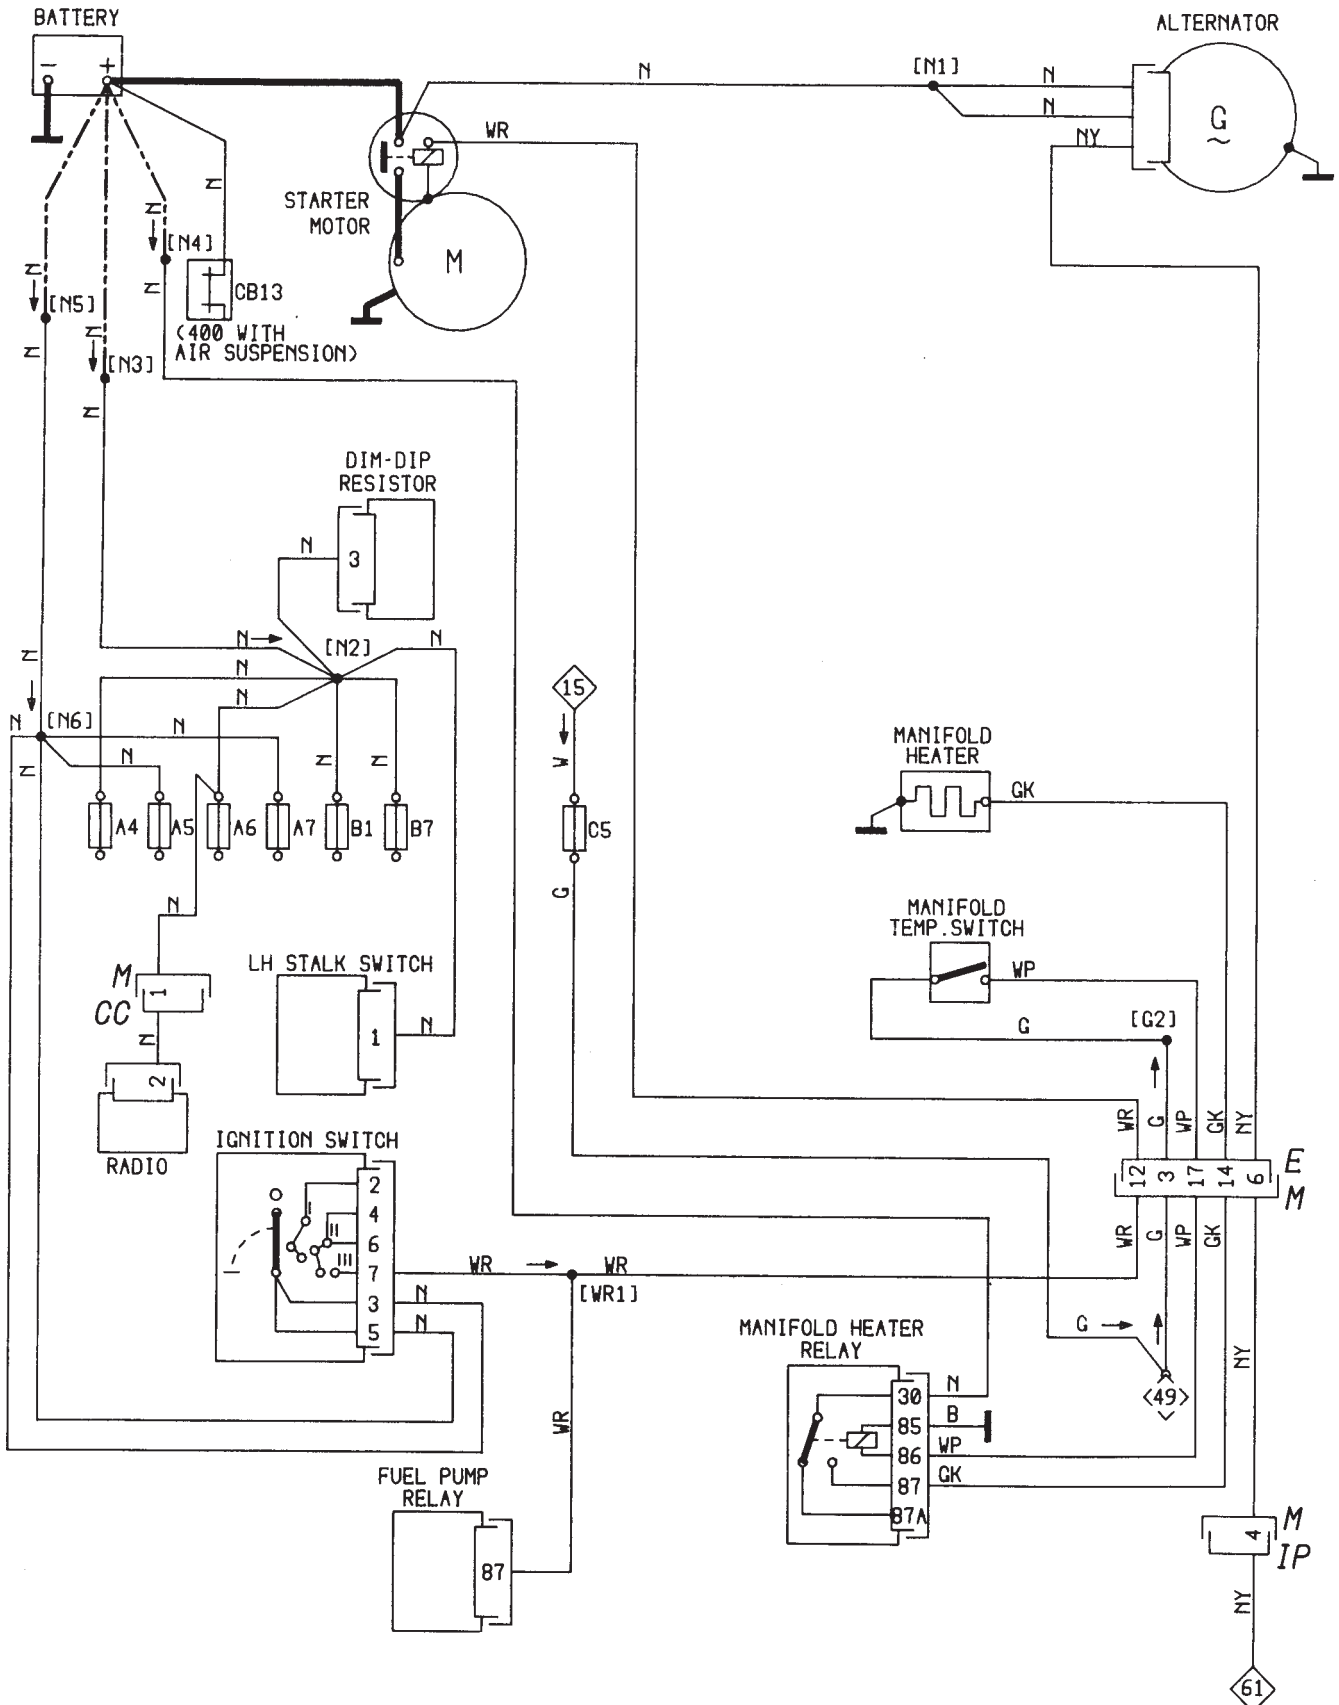 BATTERY
ALTERNATOR
- +
N
[N1]
N
N
NY
G
~
WR
STARTER
MOTOR
M
N
N
[N4]
N
CB13
(400 WITH
AIR SUSPENSION)
N
[N5]
N
N
[N3]
N
DIM-DIP
RESISTOR
N
3
N
[N2]
N
N
N
N
N
[N6]
N
N
N
N
N
15
W
A4
A5
A6
A7
B1
B7
C5
G
MANIFOLD
HEATER
GK
N
M
CC
1
N
2
RADIO
LH STALK SWITCH
1
N
MANIFOLD
TEMP.SWITCH
WP
G
[G2]
WR
G
WP
GK
NY
12
3
17
14
6
E
M
WR
G
WP
GK
IGNITION SWITCH
I
II
III
2
4
6
7
3
5
WR
WR
[WR1]
N
N
G
<49>
NY
MANIFOLD HEATER
RELAY
30
85
86
87
87A
N
B
WP
GK
WR
FUEL PUMP
RELAY
87
4
M
IP
NY
61